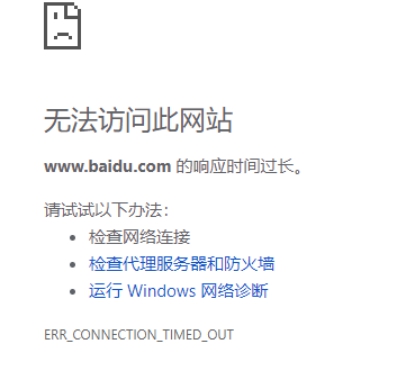 无法访问此网站
www.baidu.com 的响应时间过长。
请试试以下办法：
• 检查网络连接
• 检查代理服务器和防火墙
• 运行 Windows 网络诊断
ERR_CONNECTION_TIMED_OUT